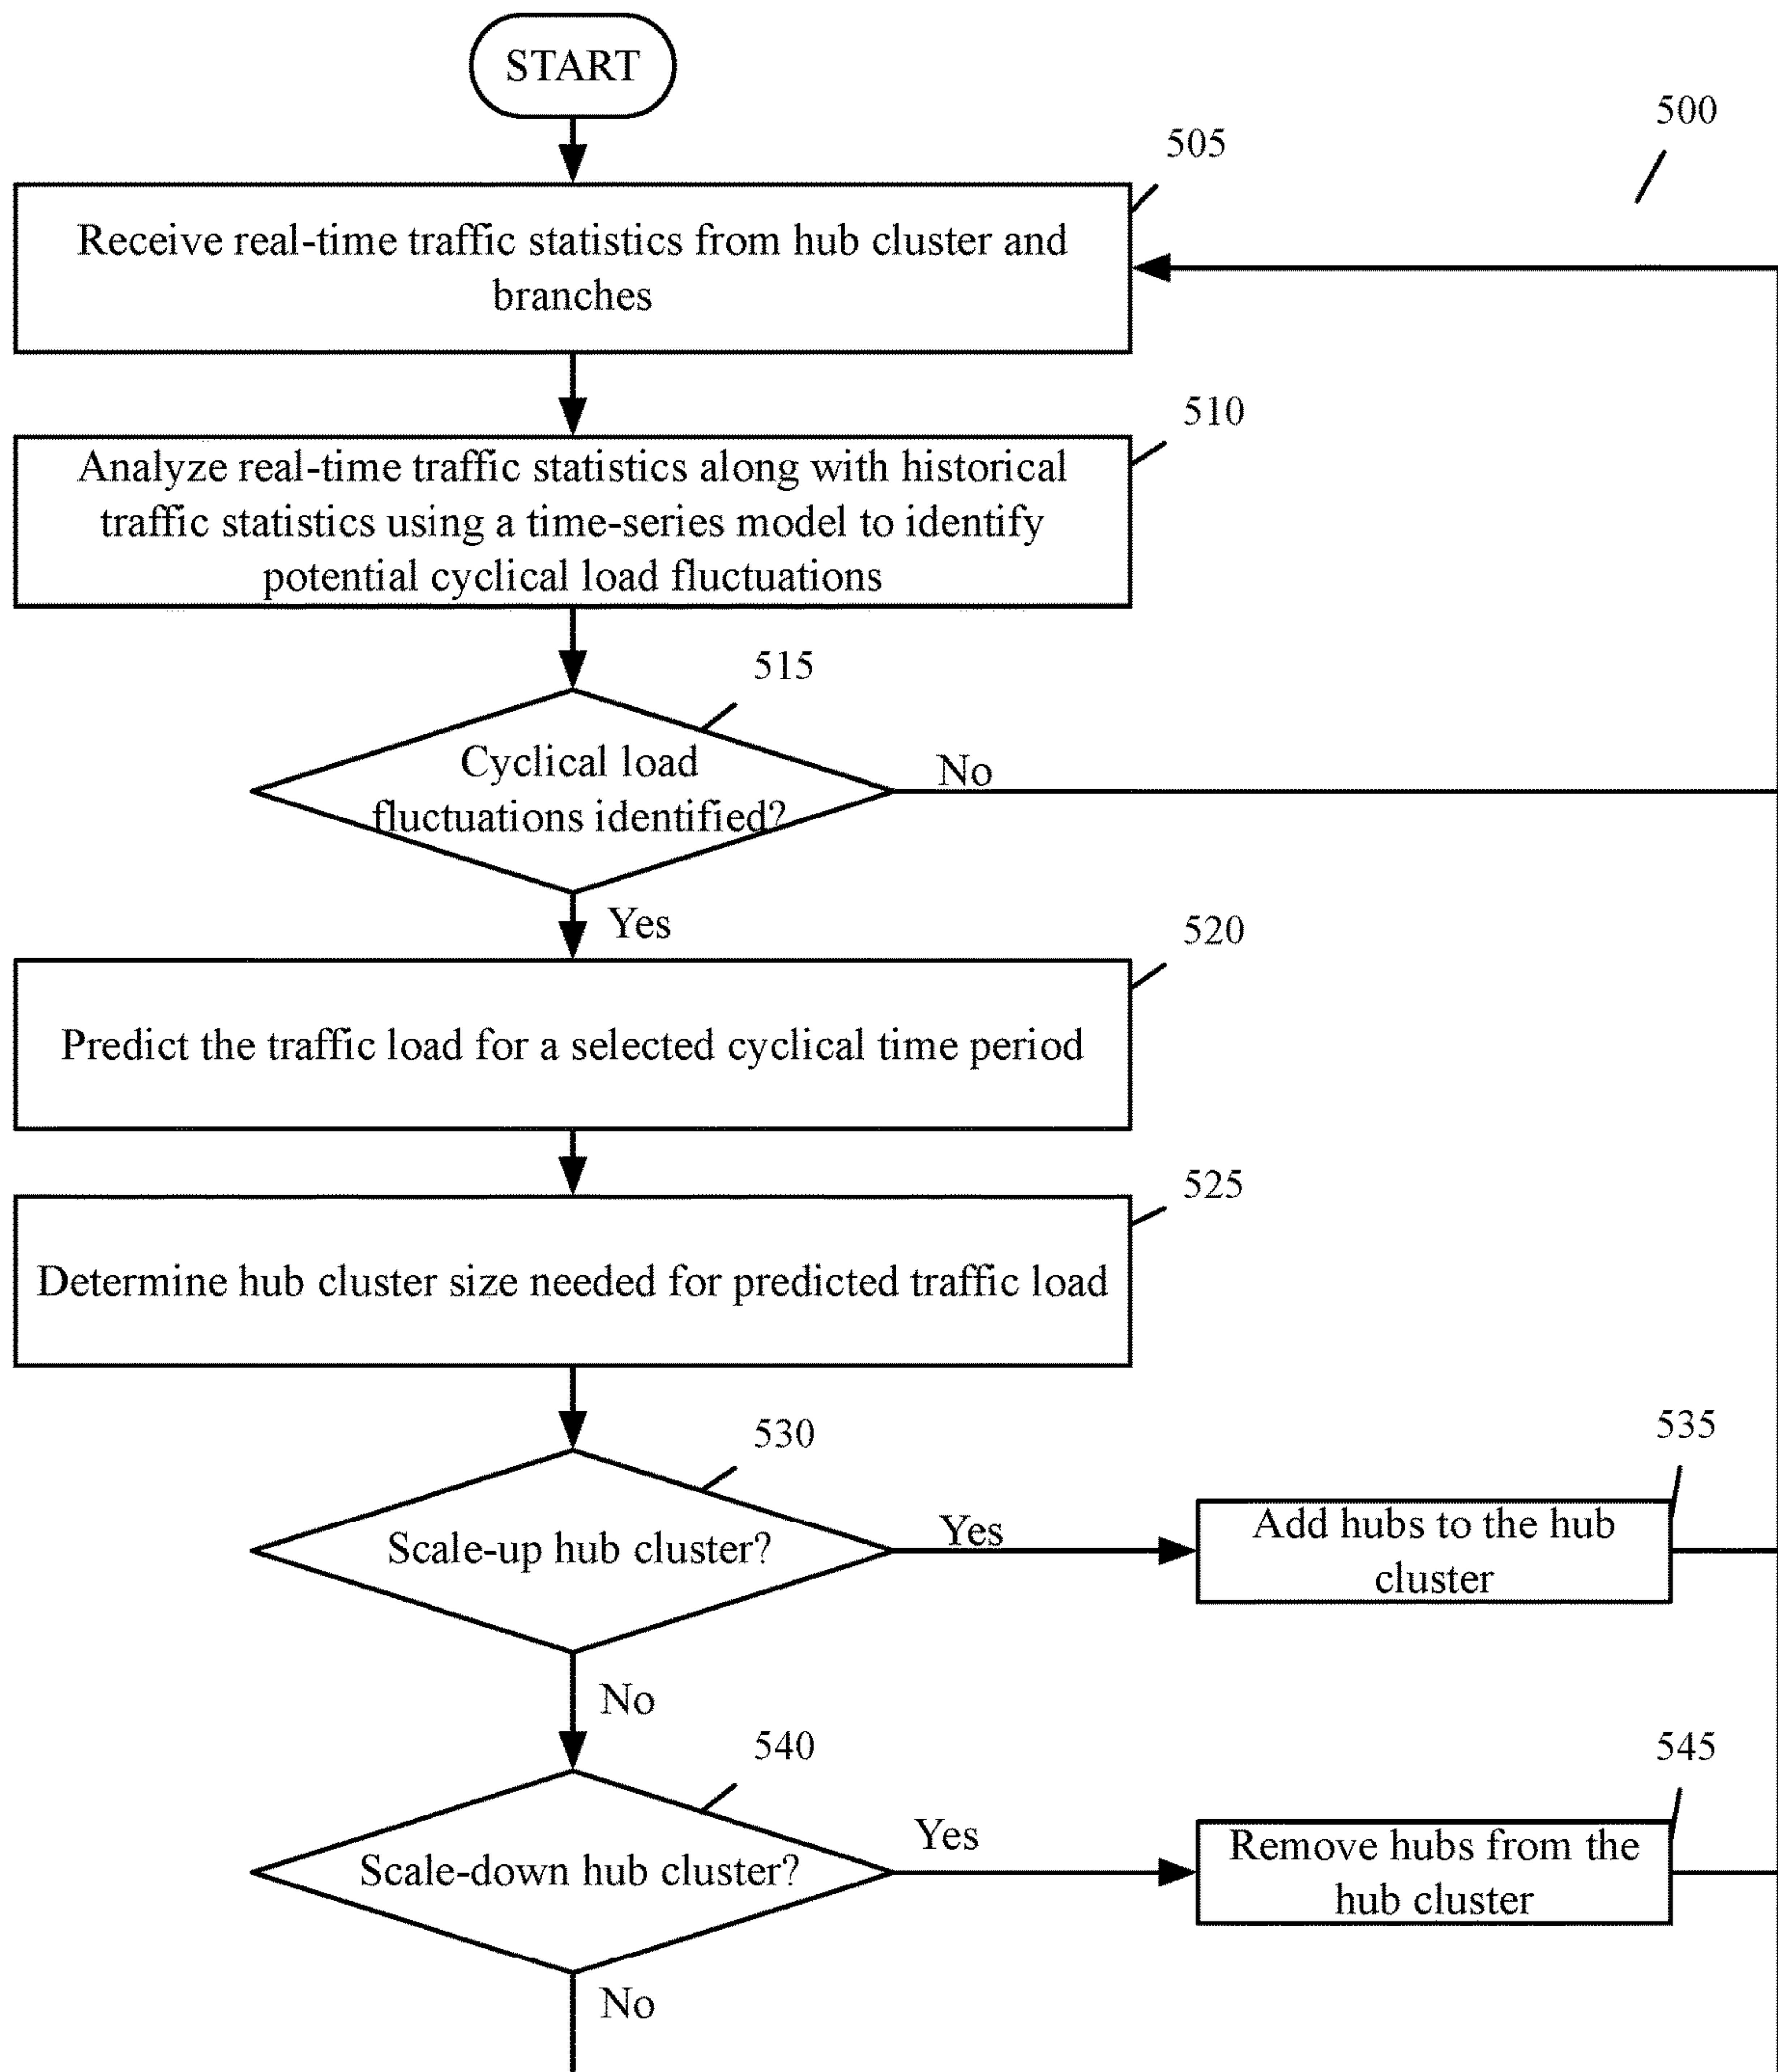 START
500
505
Receive real-time traffic statistics from hub cluster and
branches
510
Analyze real-time traffic statistics along with historical
traffic statistics using a time-series model to identify
potential cyclical load fluctuations
515
Cyclical load
fluctuations identified?
No
Yes
520
Predict the traffic load for a selected cyclical time period
525
Determine hub cluster size needed for predicted traffic load
530
Scale-up hub cluster?
Yes
535
Add hubs to the hub
cluster
No
540
Scale-down hub cluster?
Yes
545
Remove hubs from the
hub cluster
No